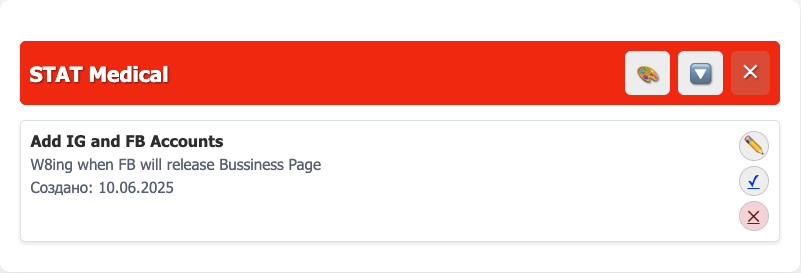 STAT Medical
Add IG and FB Accounts
W8ing when FB will release Bussiness Page
Создано: 10.06.2025